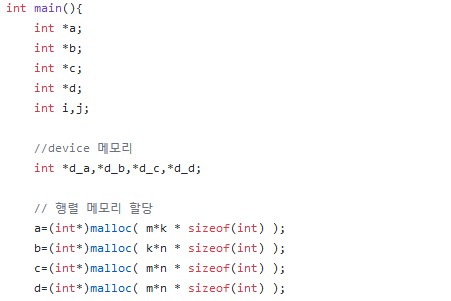 int main(){
    int *a;
    int *b;
    int *c;
    int *d;
    int i,j;

    //device 메모리
    int *d_a,*d_b,*d_c,*d_d;

    // 행렬 메모리 할당
    a=(int*)malloc( m*k * sizeof(int) );
    b=(int*)malloc( k*n * sizeof(int) );
    c=(int*)malloc( m*n * sizeof(int) );
    d=(int*)malloc( m*n * sizeof(int) );